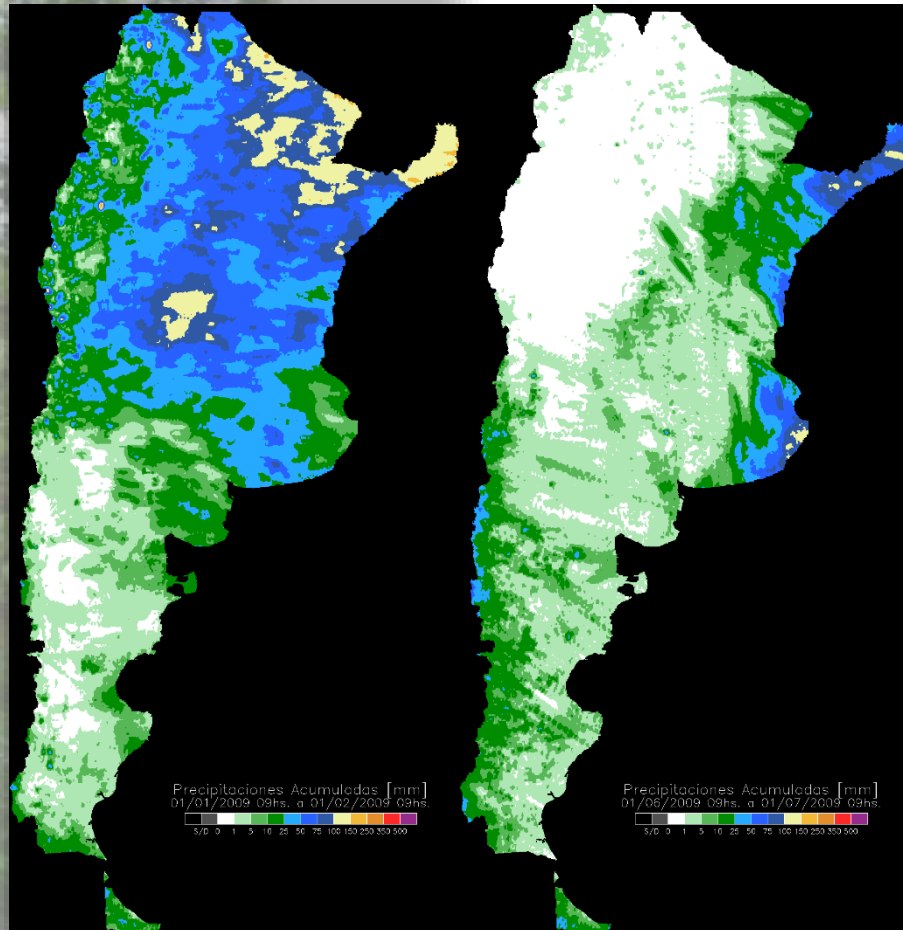 Precipitaciones Acumuladas [mm]
01/01/2009 09hs. a 01/02/2009 09hs.
S/D 0 1 5 10 25 50 75 100 150 250 350 500
Precipitaciones Acumuladas [mm]
01/06/2009 09hs. a 01/07/2009 09hs.
S/D 0 1 5 10 25 50 75 100 150 250 350 500